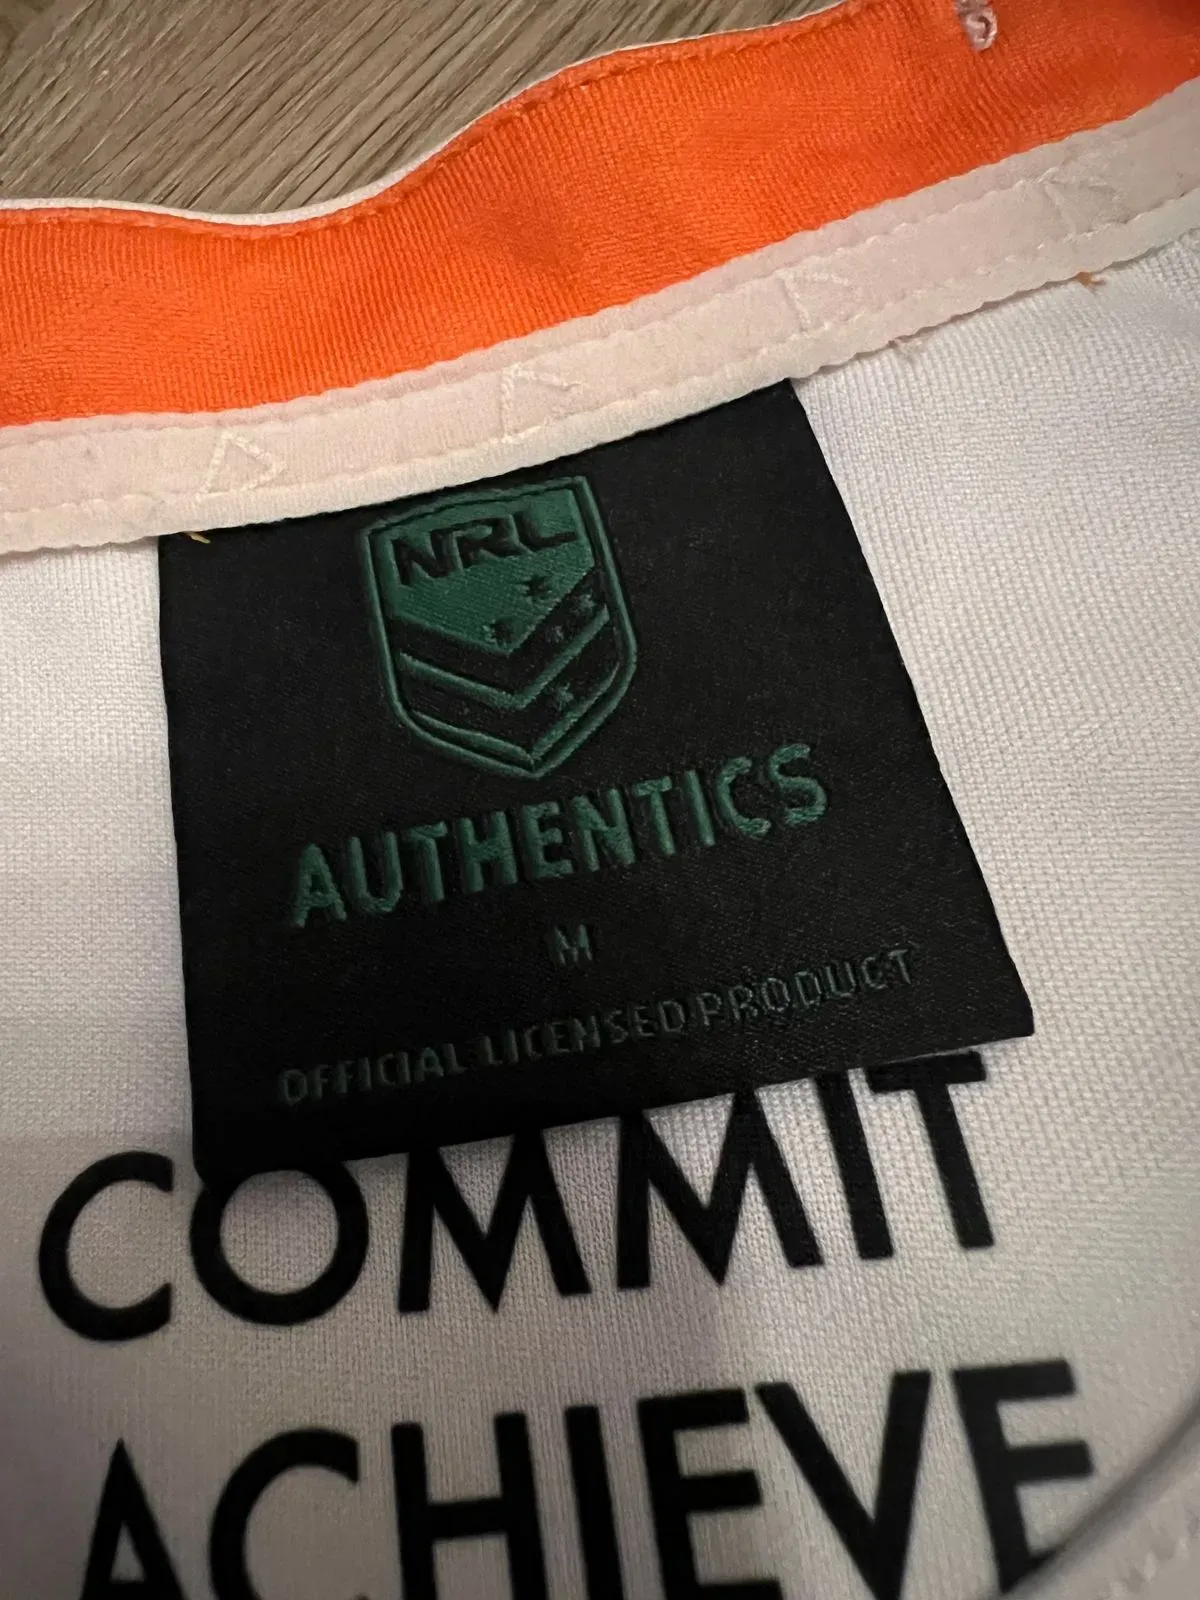 NRL
AUTHENTICS
M
OFFICIAL LICENSED PRODUCT
COMMIT
ACHIEVE